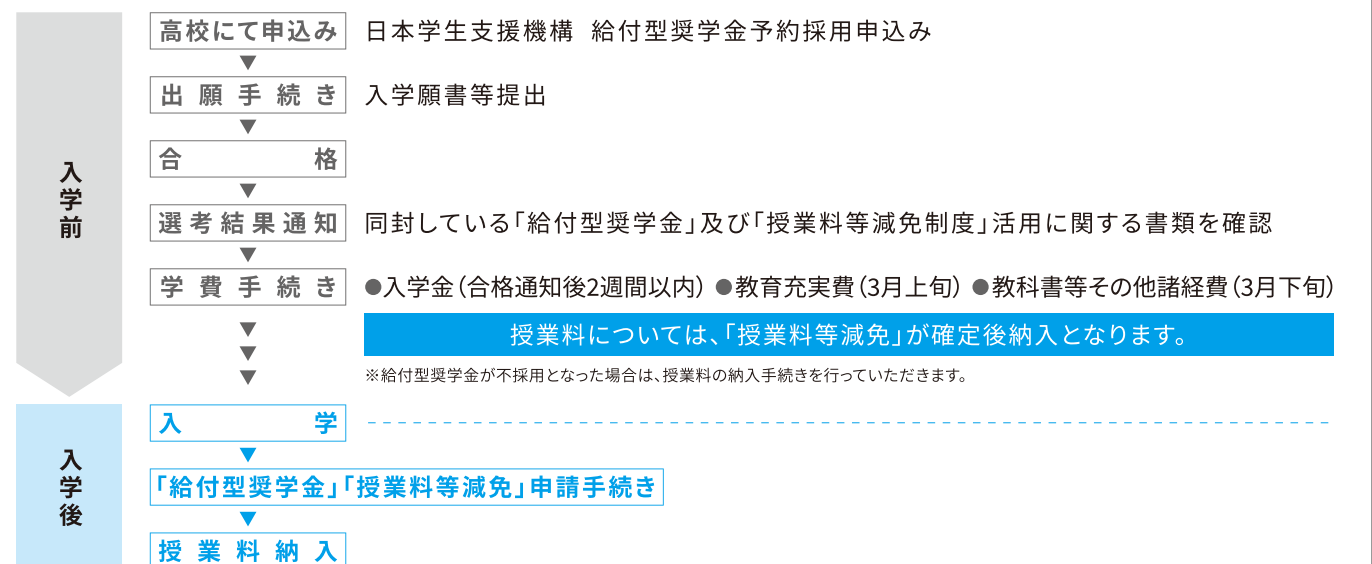 入学前
高校にて申込み 日本学生支援機構 給付型奨学金予約採用申込み
出願手続き 入学願書等提出
合格
選考結果通知 同封している「給付型奨学金」及び「授業料等減免制度」活用に関する書類を確認
学費手続き ●入学金（合格通知後2週間以内） ●教育充実費（3月上旬） ●教科書等その他諸経費（3月下旬）
授業料については、「授業料等減免」が確定後納入となります。
※給付型奨学金が不採用となった場合は、授業料の納入手続きを行っていただきます。
入学後
入学
「給付型奨学金」「授業料等減免」申請手続き
授業料納入